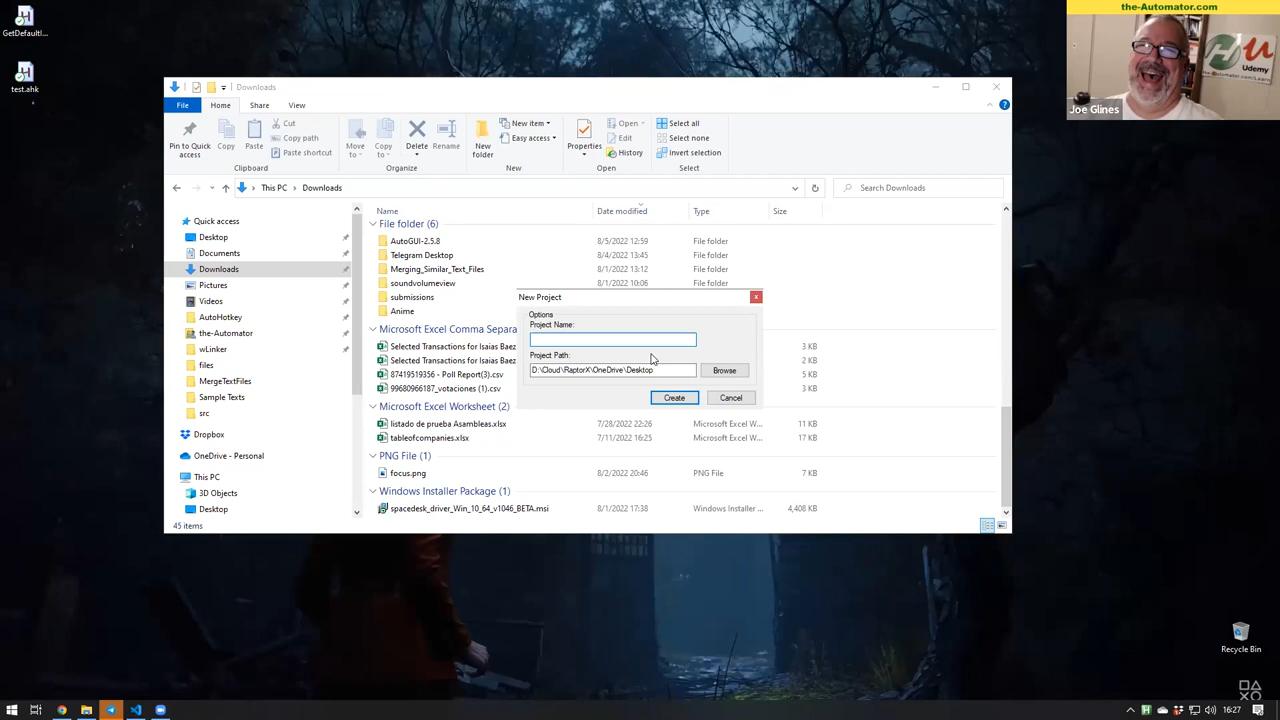 the-Automator.com
Udemy
the-Automator.com/Learn
Joe Glines
GetDefaultI...
test.ahk
Downloads
File
Home
Share
View
Pin to Quick
access
Copy
Paste
Cut
Copy path
Paste shortcut
Clipboard
Move
to
Copy
to
Delete
Rename
Organize
New
folder
New item
Easy access
New
Properties
Open
Edit
History
Open
Select all
Select none
Invert selection
Select
This PC
Downloads
Search Downloads
Quick access
Desktop
Documents
Downloads
Pictures
Videos
AutoHotkey
the-Automator
wLinker
files
MergeTextFiles
Sample Texts
src
Dropbox
OneDrive - Personal
This PC
3D Objects
Desktop
Name
Date modified
Type
Size
File folder (6)
AutoGUI-2.5.8 8/5/2022 12:59 File folder
Telegram Desktop 8/4/2022 13:45 File folder
Merging_Similar_Text_Files 8/1/2022 13:12 File folder
soundvolumeview 8/1/2022 10:06 File folder
submissions
Anime
Microsoft Excel Comma Separa
Selected Transactions for Isaias Baez 3 KB
Selected Transactions for Isaias Baez 2 KB
87419519356 - Poll Report(3).csv 5 KB
99680966187_votaciones (1).csv 3 KB
Microsoft Excel Worksheet (2)
listado de prueba Asambleas.xlsx 7/28/2022 22:26 Microsoft Excel W... 11 KB
tableofcompanies.xlsx 7/11/2022 16:25 Microsoft Excel W... 17 KB
PNG File (1)
focus.png 8/2/2022 20:46 PNG File 7 KB
Windows Installer Package (1)
spacedesk_driver_Win_10_64_v1046_BETA.msi 8/1/2022 17:38 Windows Installer ... 4,408 KB
45 items
New Project
Options
Project Name:
Project Path:
D:\Cloud\RaptorX\OneDrive\Desktop
Browse
Create
Cancel
Recycle Bin
16:27